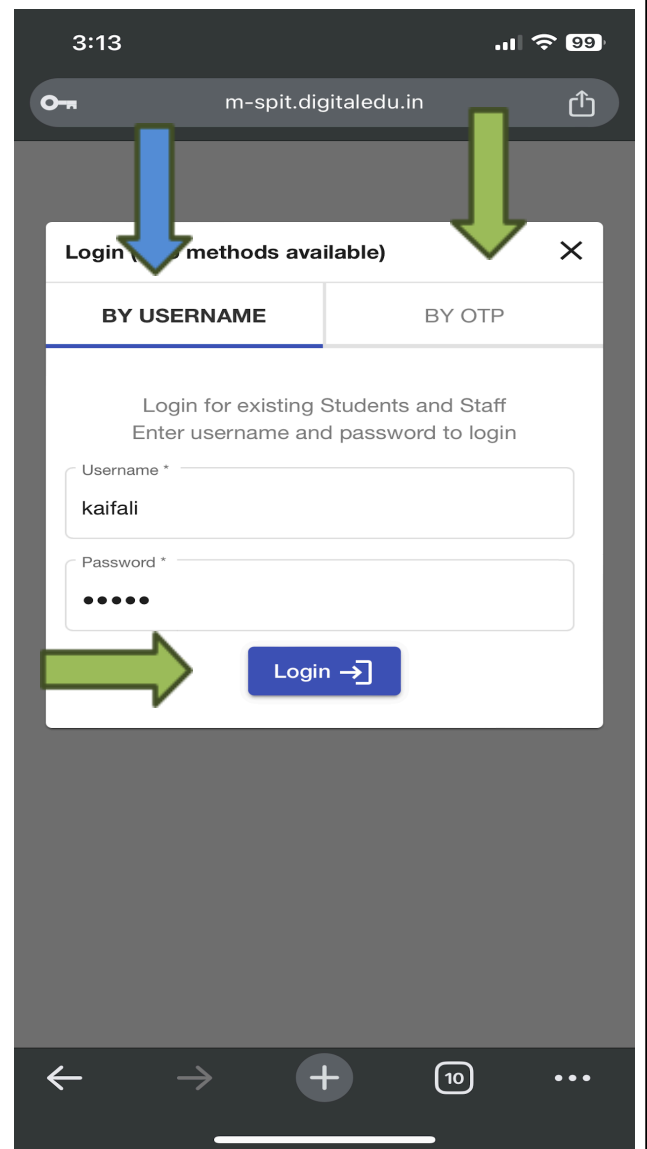 3:13
99
m-spit.digitaledu.in
Login ( methods available)
BY USERNAME
BY OTP
Login for existing Students and Staff
Enter username and password to login
Username *
kaifali
Password *
•••••
Login
10